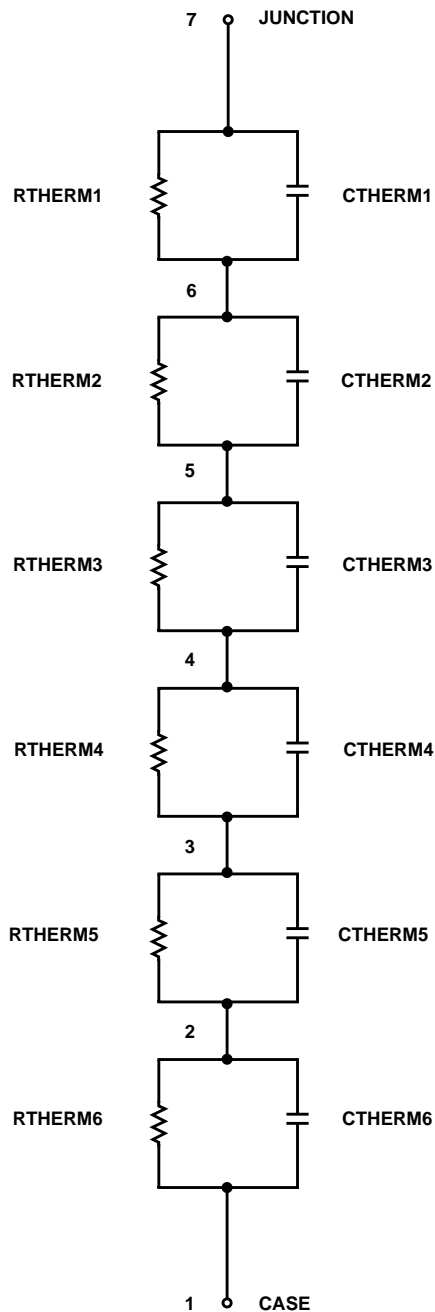 7 JUNCTION
RTHERM1 CTHERM1
6
RTHERM2 CTHERM2
5
RTHERM3 CTHERM3
4
RTHERM4 CTHERM4
3
RTHERM5 CTHERM5
2
RTHERM6 CTHERM6
1 CASE